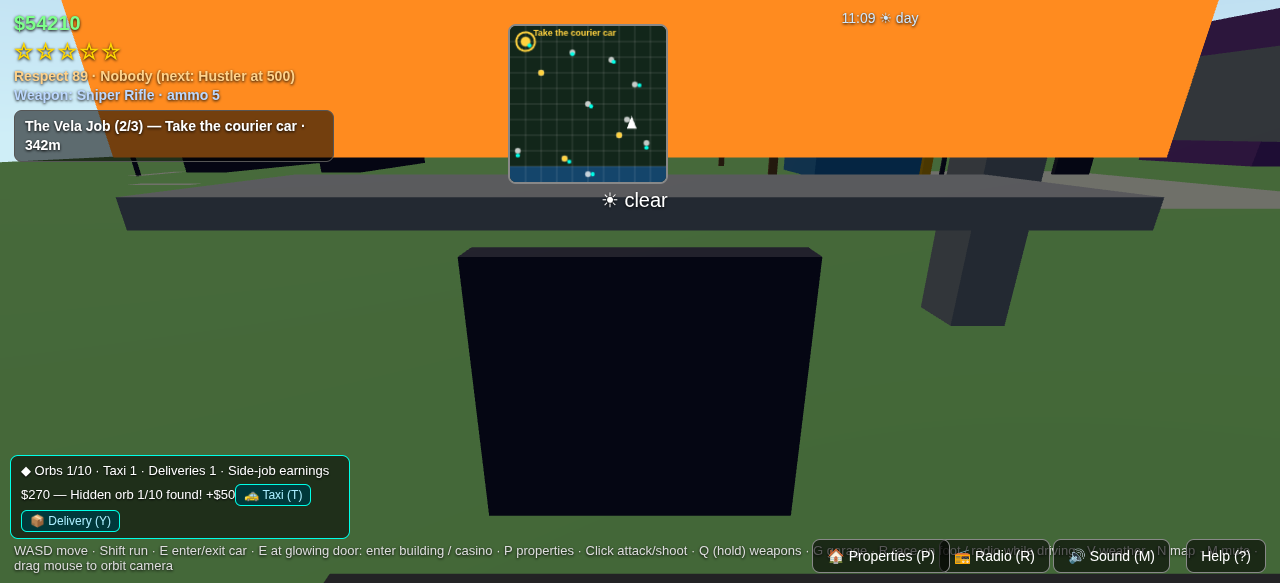 $54210
11:09 ☀ day
Take the courier car
☆☆☆☆☆
Respect 89 · Nobody (next: Hustler at 500)
Weapon: Sniper Rifle · ammo 5
The Vela Job (2/3) — Take the courier car ·
342m
☀ clear
◆ Orbs 1/10 · Taxi 1 · Deliveries 1 · Side-job earnings
$270 — Hidden orb 1/10 found! +$50 🚕 Taxi (T)
📦 Delivery (Y)
WASD move · Shift run · E enter/exit car · E at glowing door: enter building / casino · P properties · Click attack/shoot · Q (hold) weapons ·
drag mouse to orbit camera
🏠 Properties (P)
📻 Radio (R)
🔊 Sound (M)
Help (?)